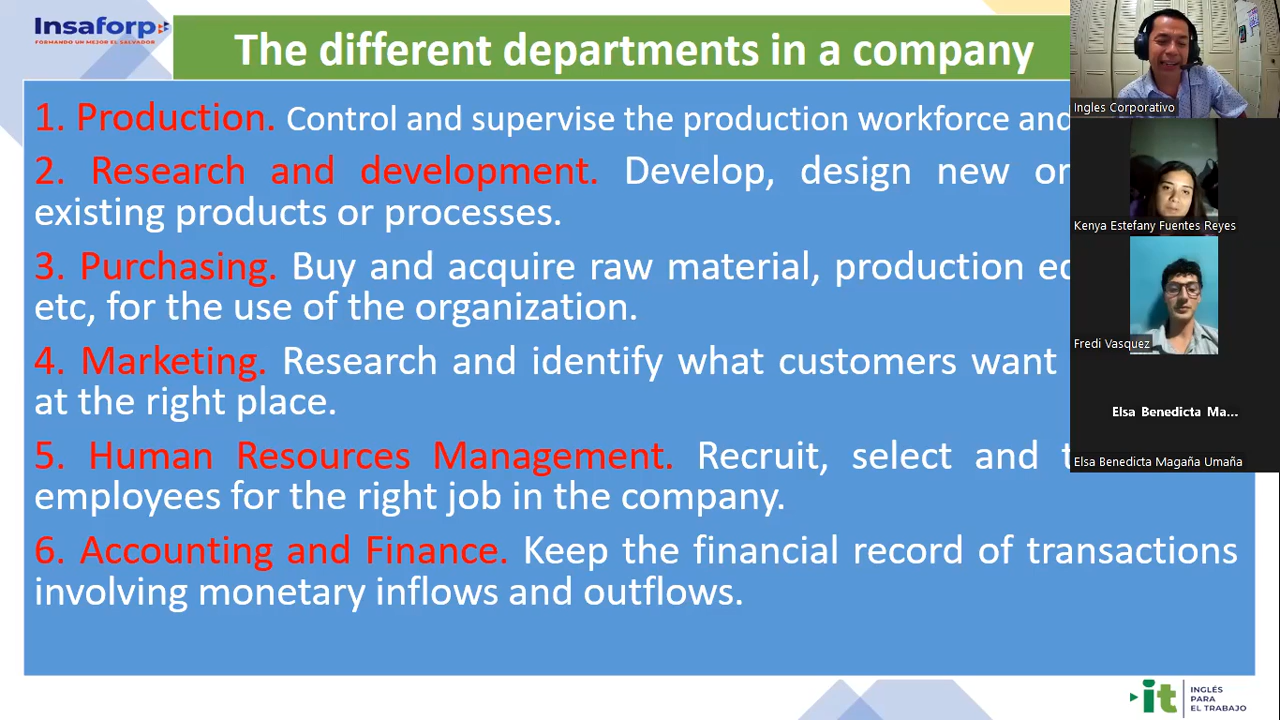 Insaforp
FORMANDO UN MEJOR EL SALVADOR
The different departments in a company
1. Production. Control and supervise the production workforce and
2. Research and development. Develop, design new or
existing products or processes.
3. Purchasing. Buy and acquire raw material, production
etc, for the use of the organization.
4. Marketing. Research and identify what customers want
at the right place.
5. Human Resources Management. Recruit, select and
employees for the right job in the company.
6. Accounting and Finance. Keep the financial record of transactions
involving monetary inflows and outflows.
Ingles Corporativo
Kenya Estefany Fuentes Reyes
Fredi Vasquez
Elsa Benedicta Ma...
Elsa Benedicta Magaña Umaña
it
INGLÉS
PARA
EL TRABAJO